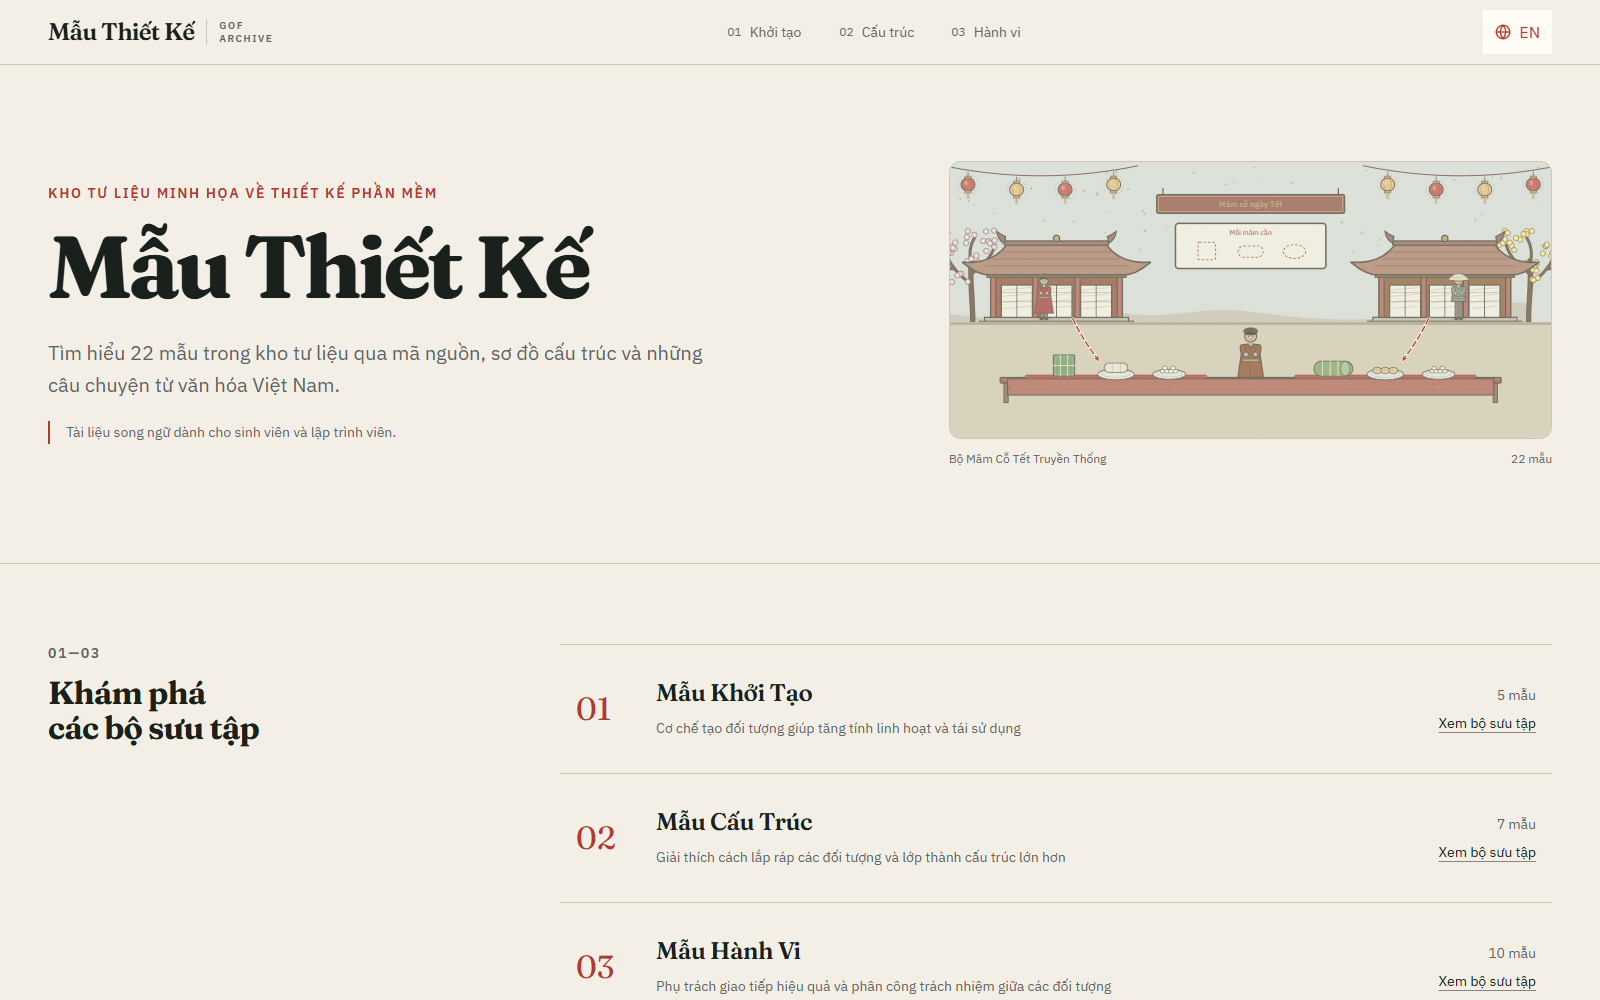 Mẫu Thiết Kế
GOF
ARCHIVE
01 Khởi tạo
02 Cấu trúc
03 Hành vi
EN
KHO TƯ LIỆU MINH HỌA VỀ THIẾT KẾ PHẦN MỀM
Mẫu Thiết Kế
Tìm hiểu 22 mẫu trong kho tư liệu qua mã nguồn, sơ đồ cấu trúc và những
câu chuyện từ văn hóa Việt Nam.
Tài liệu song ngữ dành cho sinh viên và lập trình viên.
Mâm cỗ ngày Tết
Mỗi mâm cần
Bộ Mâm Cỗ Tết Truyền Thống
22 mẫu
01—03
Khám phá
các bộ sưu tập
01
Mẫu Khởi Tạo
Cơ chế tạo đối tượng giúp tăng tính linh hoạt và tái sử dụng
5 mẫu
Xem bộ sưu tập
02
Mẫu Cấu Trúc
Giải thích cách lắp ráp các đối tượng và lớp thành cấu trúc lớn hơn
7 mẫu
Xem bộ sưu tập
03
Mẫu Hành Vi
Phụ trách giao tiếp hiệu quả và phân công trách nhiệm giữa các đối tượng
10 mẫu
Xem bộ sưu tập